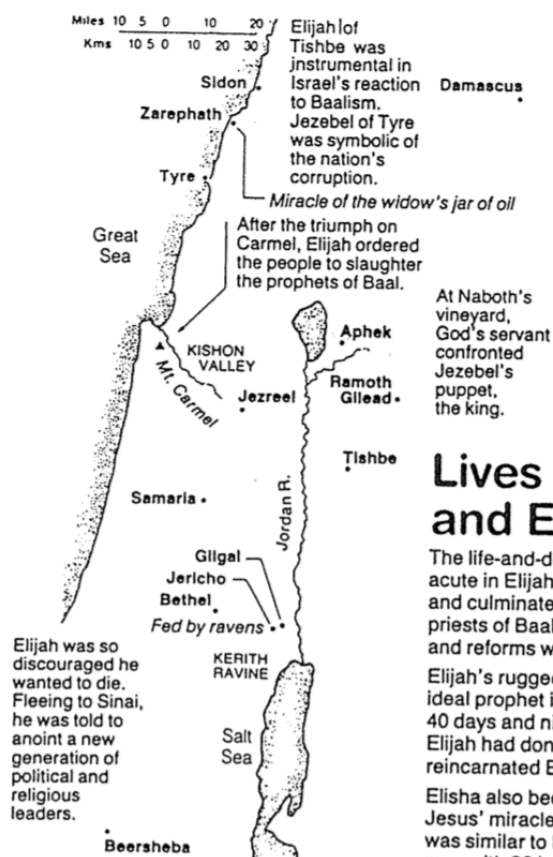 Miles 10 5 0 10 20
Kms 10 5 0 10 20 30
Elijah of
Tishbe was
instrumental in
Israel's reaction
to Baalism.
Jezebel of Tyre
was symbolic of
the nation's
corruption.
Sidon
Damascus
Zarephath
Tyre
Miracle of the widow's jar of oil
Great
Sea
After the triumph on
Carmel, Elijah ordered
the people to slaughter
the prophets of Baal.
At Naboth's
vineyard,
God's servant
confronted
Jezebel's
puppet,
the king.
Aphek
KISHON
VALLEY
Mt. Carmel
Ramoth
Gilead
Jezreel
Tishbe
Samaria
Jordan R.
Gilgal
Jericho
Bethel
Fed by ravens
KERITH
RAVINE
Salt
Sea
Elijah was so
discouraged he
wanted to die.
Fleeing to Sinai,
he was told to
anoint a new
generation of
political and
religious
leaders.
Beersheba
Lives
and E
The life-and-d
acute in Elijah
and culminate
priests of Baal
and reforms w
Elijah's rugged
ideal prophet i
40 days and ni
Elijah had don
reincarnated E
Elisha also bec
Jesus' miracle
was similar to